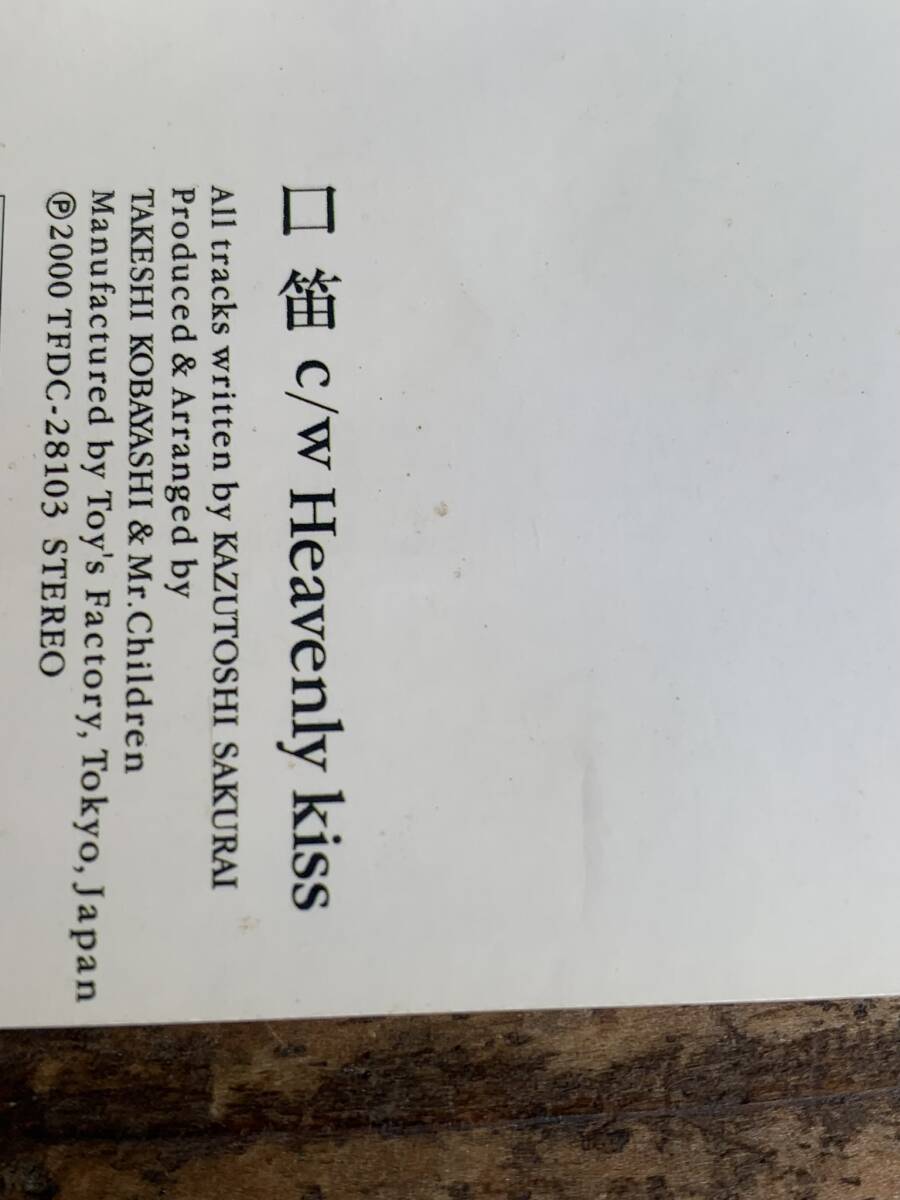 口笛 c/w Heavenly kiss
All tracks written by KAZUTOSHI SAKURAI
Produced & Arranged by
TAKESHI KOBAYASHI & Mr.Children
Manufactured by Toy's Factory, Tokyo, Japan
Ⓟ2000 TFDC-28103 STEREO